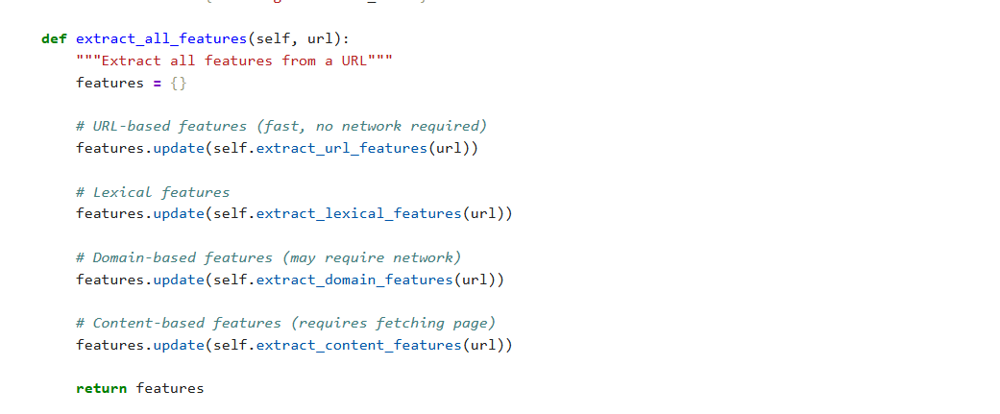 def extract_all_features(self, url):
    """Extract all features from a URL"""
    features = {}

    # URL-based features (fast, no network required)
    features.update(self.extract_url_features(url))

    # Lexical features
    features.update(self.extract_lexical_features(url))

    # Domain-based features (may require network)
    features.update(self.extract_domain_features(url))

    # Content-based features (requires fetching page)
    features.update(self.extract_content_features(url))

    return features